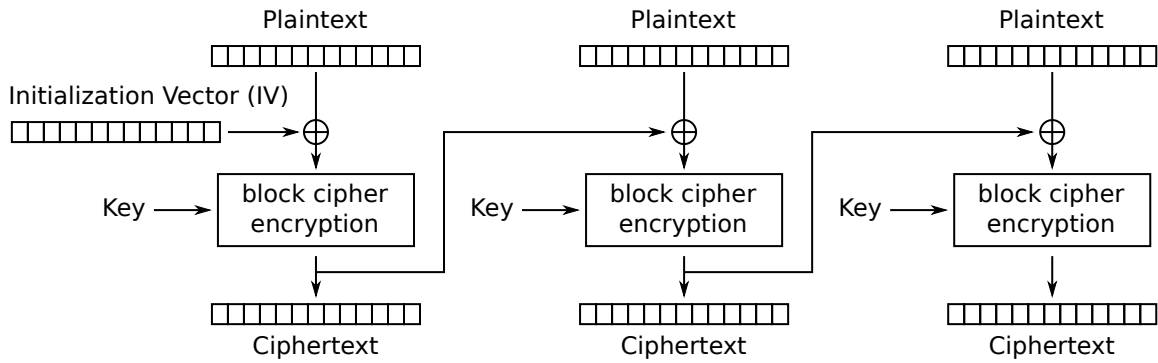 Plaintext
Plaintext
Plaintext
Initialization Vector (IV)
Key
block cipher
encryption
Key
block cipher
encryption
Key
block cipher
encryption
Ciphertext
Ciphertext
Ciphertext